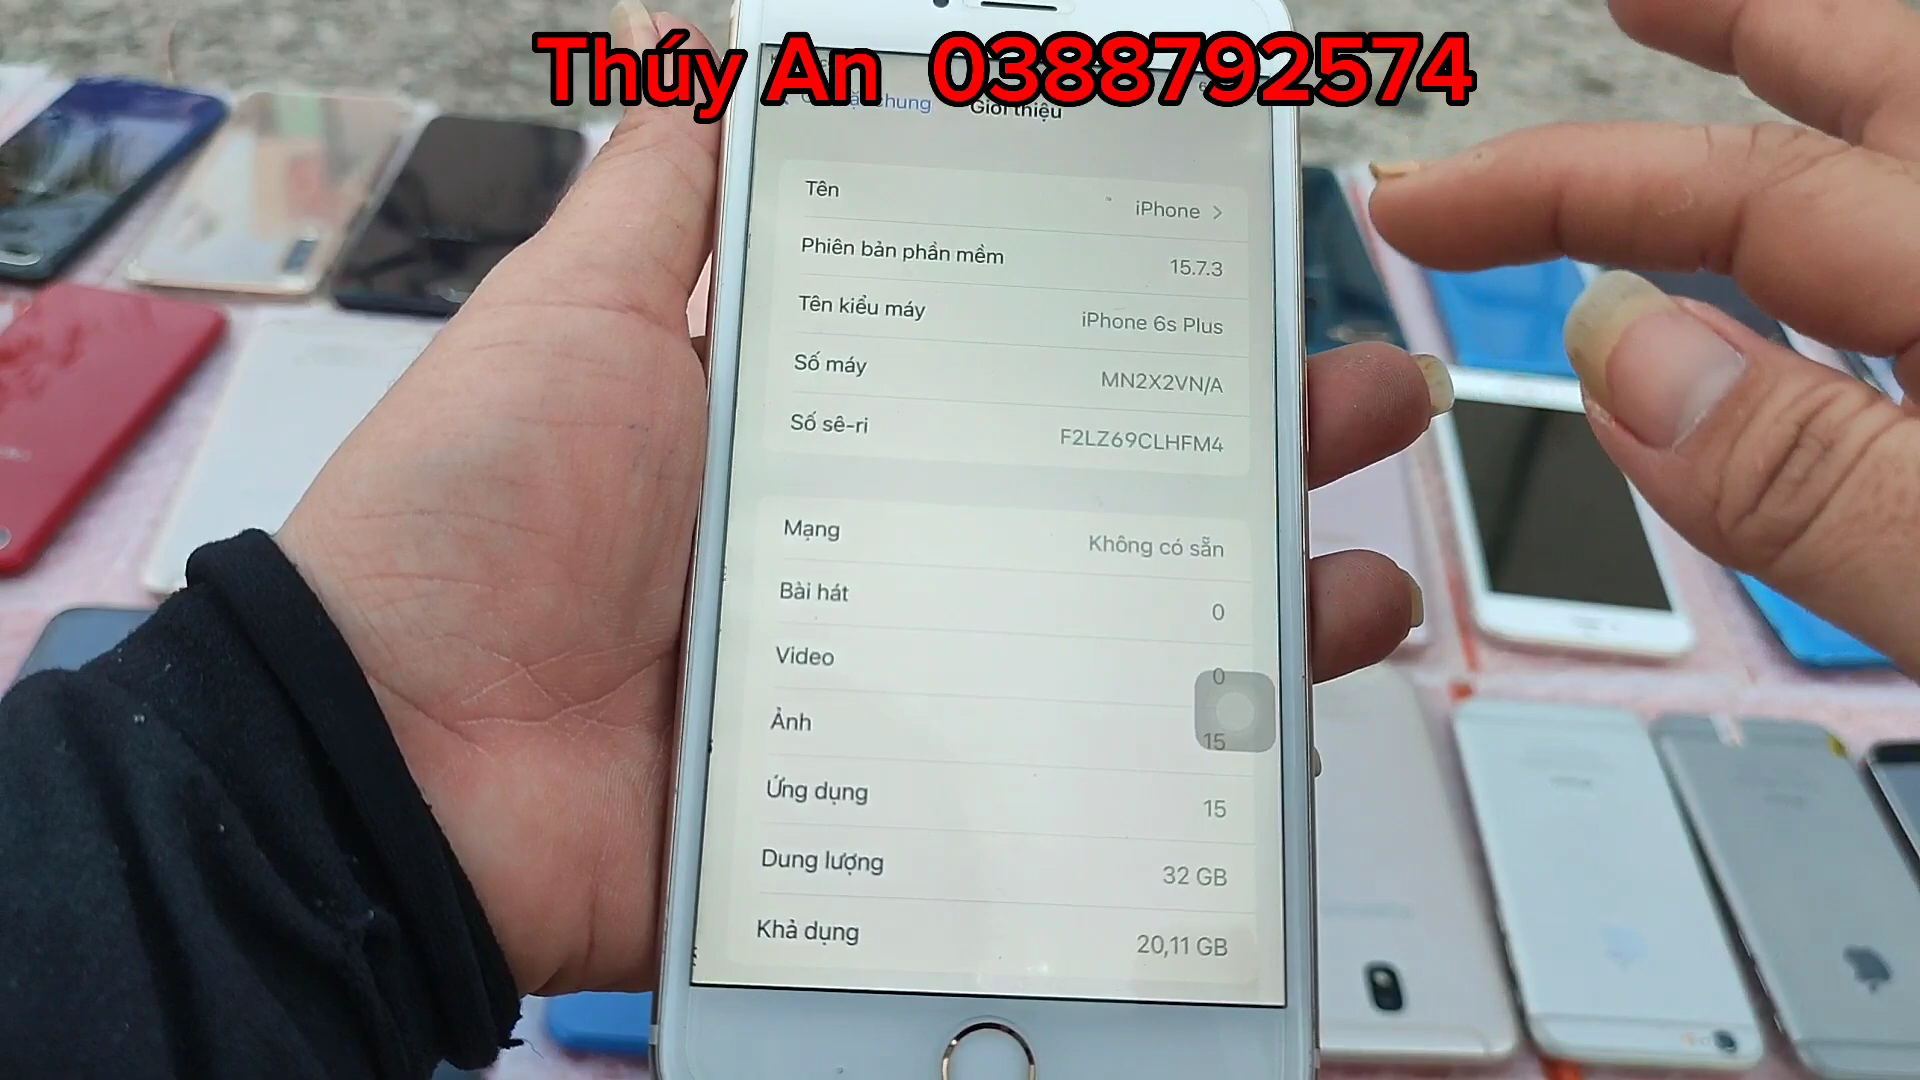 Thúy An 0388792574
chung
Giới thiệu
Tên
iPhone
Phiên bản phần mềm
15.7.3
Tên kiểu máy
iPhone 6s Plus
Số máy
MN2X2VN/A
Số sê-ri
F2LZ69CLHFM4
Mạng
Không có sẵn
Bài hát
0
Video
0
Ảnh
15
Ứng dụng
15
Dung lượng
32 GB
Khả dụng
20,11 GB